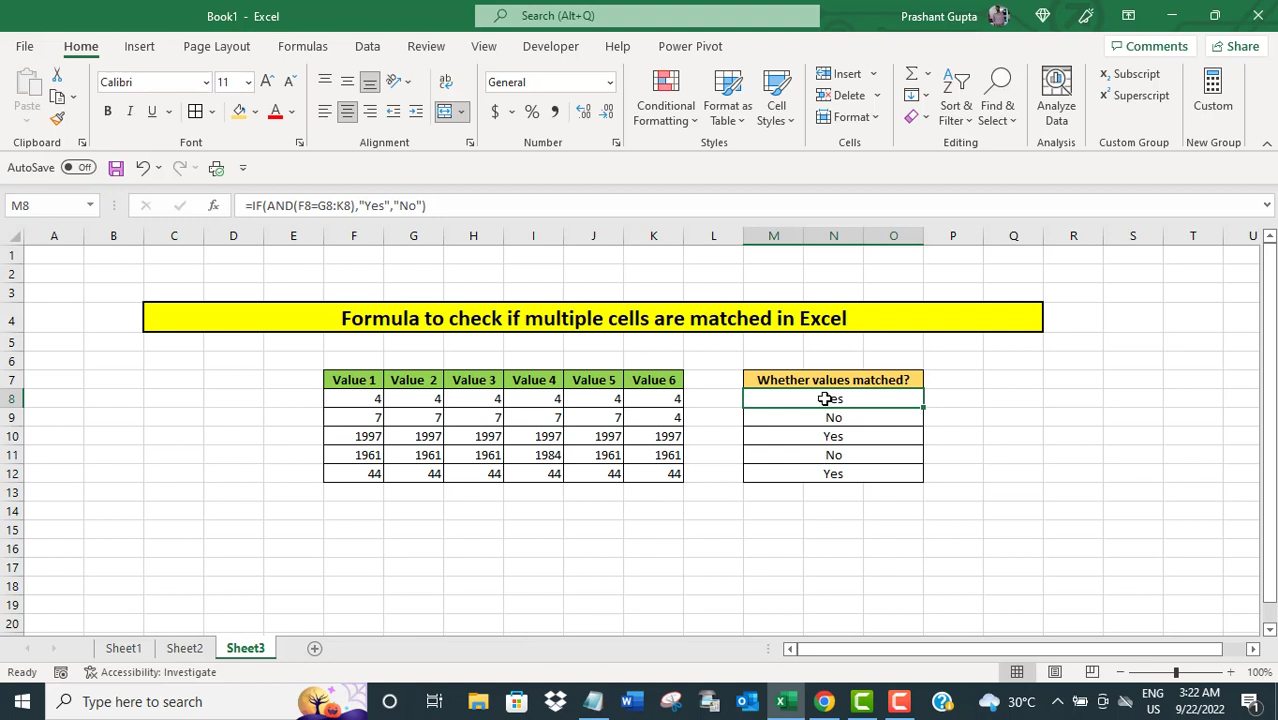 Book1 - Excel
Search (Alt+Q)
Prashant Gupta
File Home Insert Page Layout Formulas Data Review View Developer Help Power Pivot Comments Share
Paste
Calibri 11
B I U A
General
Conditional Formatting
Format as Table
Cell Styles
Insert
Delete
Format
Sort & Filter
Find & Select
Analyze Data
Subscript
Superscript
Custom
Clipboard Font Alignment Number Styles Cells Editing Analysis Custom Group New Group
AutoSave Off
M8 fx =IF(AND(F8=G8:K8),"Yes","No")
A B C D E F G H I J K L M N O P Q R S T U
1
2
3
4 Formula to check if multiple cells are matched in Excel
5
6
7 Value 1 Value 2 Value 3 Value 4 Value 5 Value 6 Whether values matched?
8 4 4 4 4 4 4 Yes
9 7 7 7 7 7 4 No
10 1997 1997 1997 1997 1997 1997 Yes
11 1961 1961 1961 1984 1961 1961 No
12 44 44 44 44 44 44 Yes
13
14
15
16
17
18
19
20
Sheet1 Sheet2 Sheet3
Ready Accessibility: Investigate 100%
Type here to search 30°C ENG IN 3:22 AM 9/22/2022